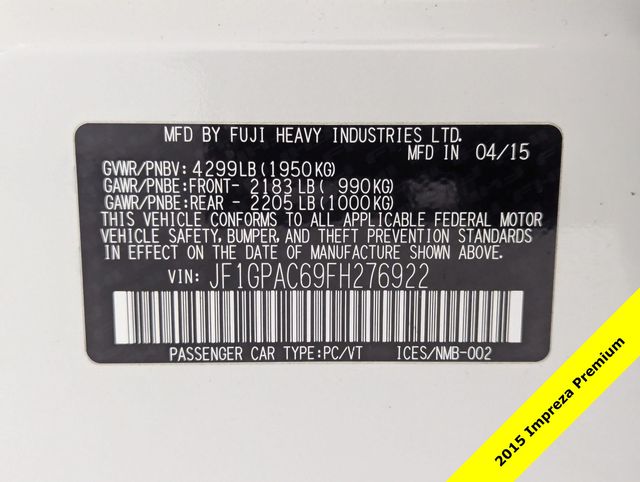 MFD BY FUJI HEAVY INDUSTRIES LTD.
MFD IN 04/15
GVWR/PNBV: 4299LB(1950KG)
GAWR/PNBE:FRONT- 2183LB( 990KG)
GAWR/PNBE:REAR - 2205LB(1000KG)
THIS VEHICLE CONFORMS TO ALL APPLICABLE FEDERAL MOTOR
VEHICLE SAFETY, BUMPER, AND THEFT PREVENTION STANDARDS
IN EFFECT ON THE DATE OF MANUFACTURE SHOWN ABOVE.
VIN: JF1GPAC69FH276922
PASSENGER CAR TYPE:PC/VT ICES/NMB-002
2015 Impreza Premium